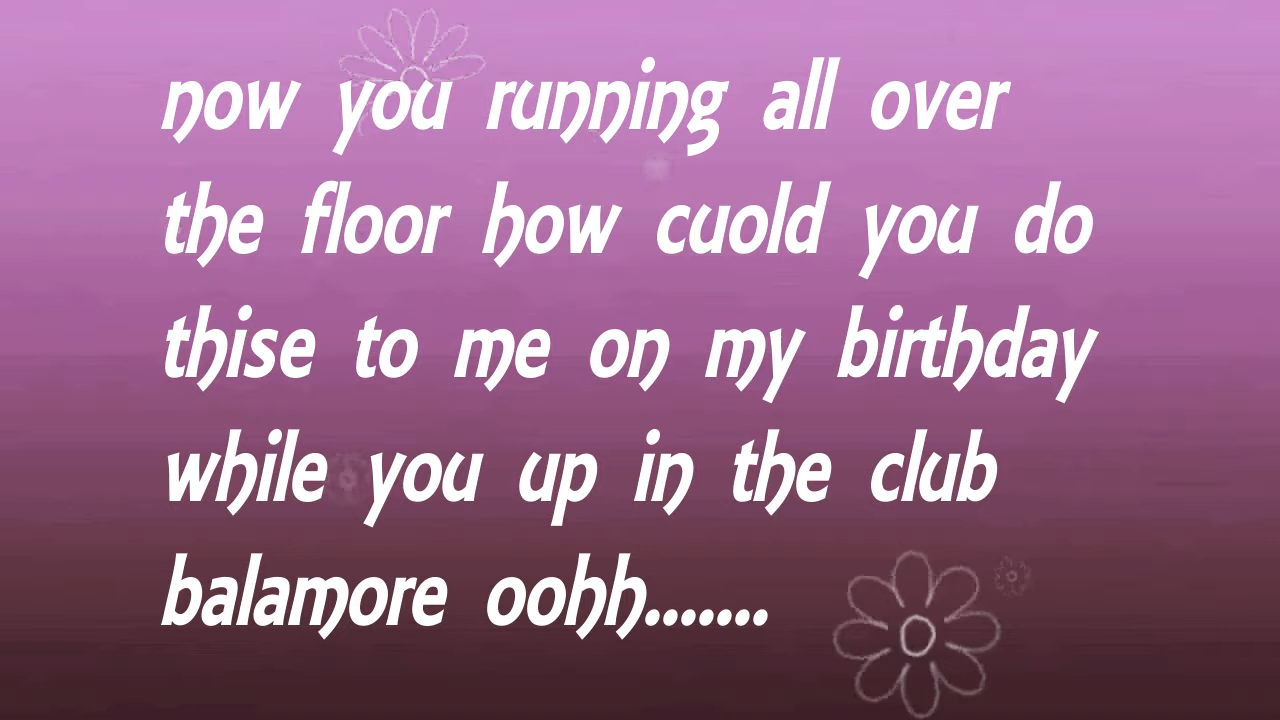 now you running all over
the floor how cuold you do
thise to me on my birthday
while you up in the club
balamore oohh.......